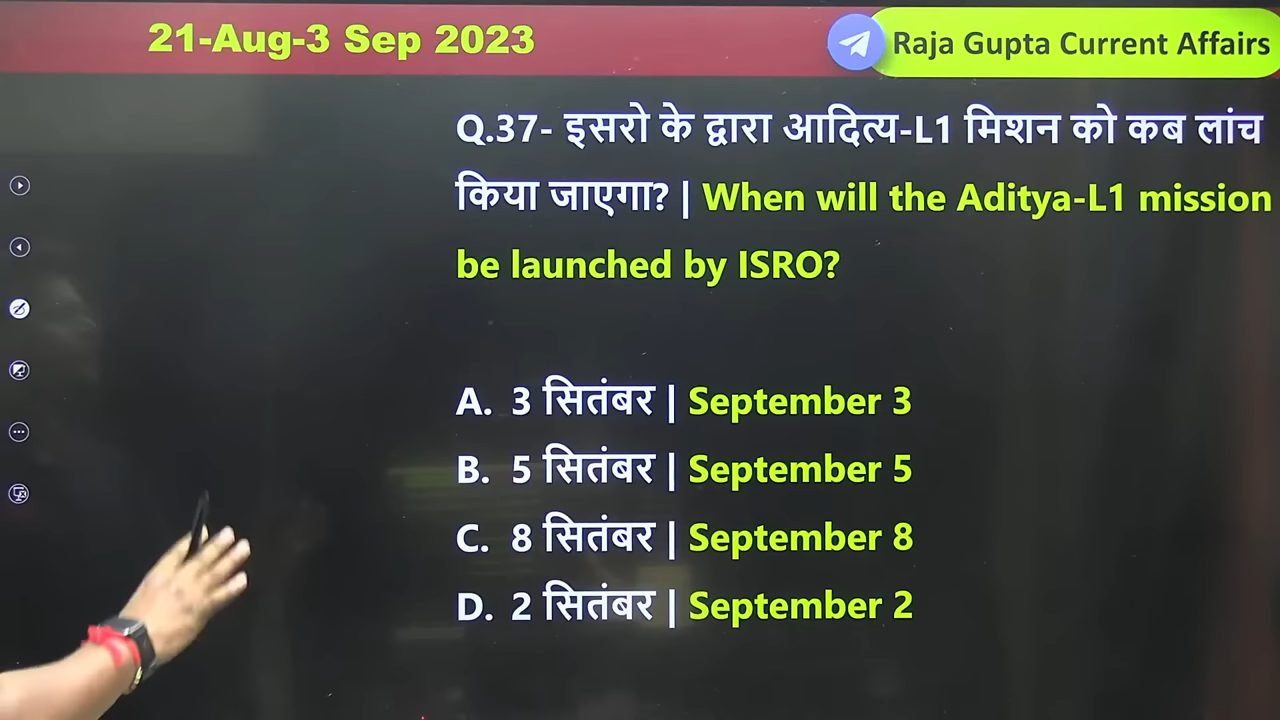 21-Aug-3 Sep 2023
Raja Gupta Current Affairs
Q.37- इसरो के द्वारा आदित्य-L1 मिशन को कब लांच
किया जाएगा? | When will the Aditya-L1 mission
be launched by ISRO?
A. 3 सितंबर | September 3
B. 5 सितंबर | September 5
C. 8 सितंबर | September 8
D. 2 सितंबर | September 2